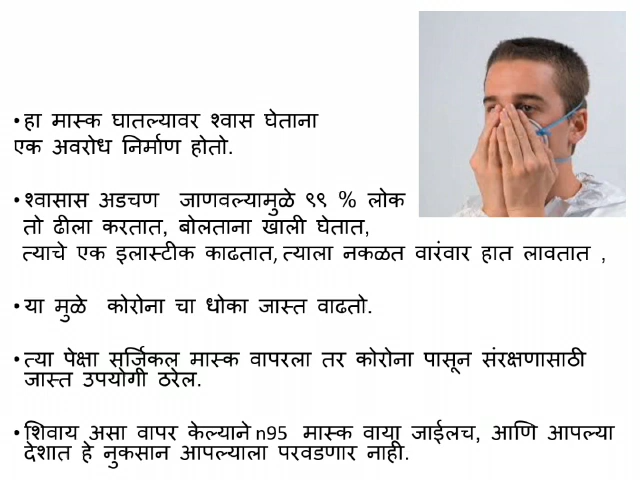 •हा मास्क घातल्यावर श्वास घेताना
एक अवरोध निर्माण होतो.
•श्वासास अडचण जाणवल्यामुळे ९९ % लोक
तो ढीला करतात, बोलताना खाली घेतात,
त्याचे एक इलास्टीक काढतात, त्याला नकळत वारंवार हात लावतात ,
•या मुळे कोरोना चा धोका जास्त वाढतो.
•त्या पेक्षा सर्जिकल मास्क वापरला तर कोरोना पासून संरक्षणासाठी
जास्त उपयोगी ठरेल.
•शिवाय असा वापर केल्याने n95 मास्क वाया जाईलच, आणि आपल्या
देशात हे नुकसान आपल्याला परवडणार नाही.